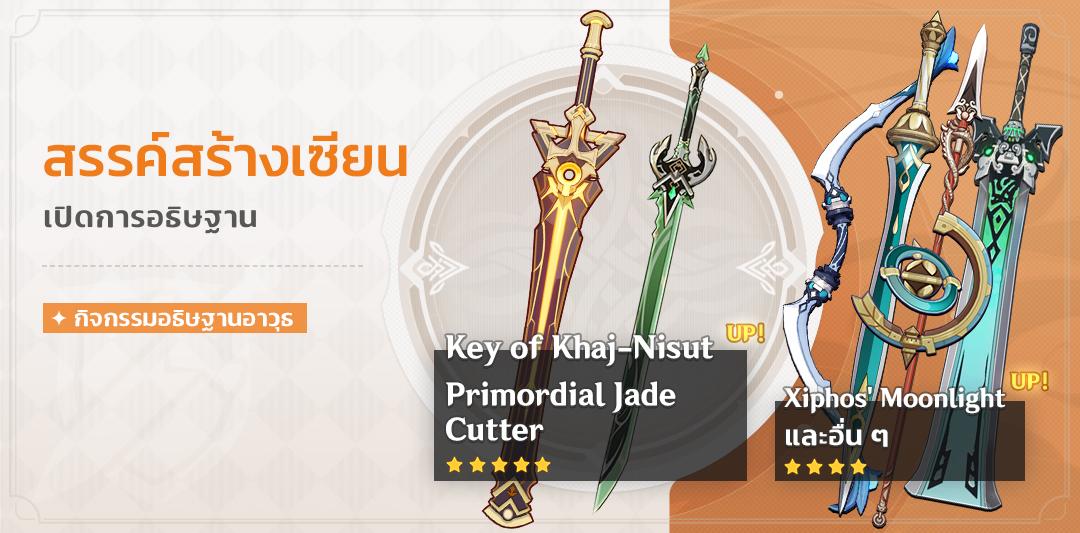 สรรค์สร้างเซียน
เปิดการอธิษฐาน
กิจกรรมอธิษฐานอาวุธ
Key of Khaj-Nisut
UP!
Primordial Jade
Cutter
Xiphos' Moonlight
UP!
และอื่น ๆ